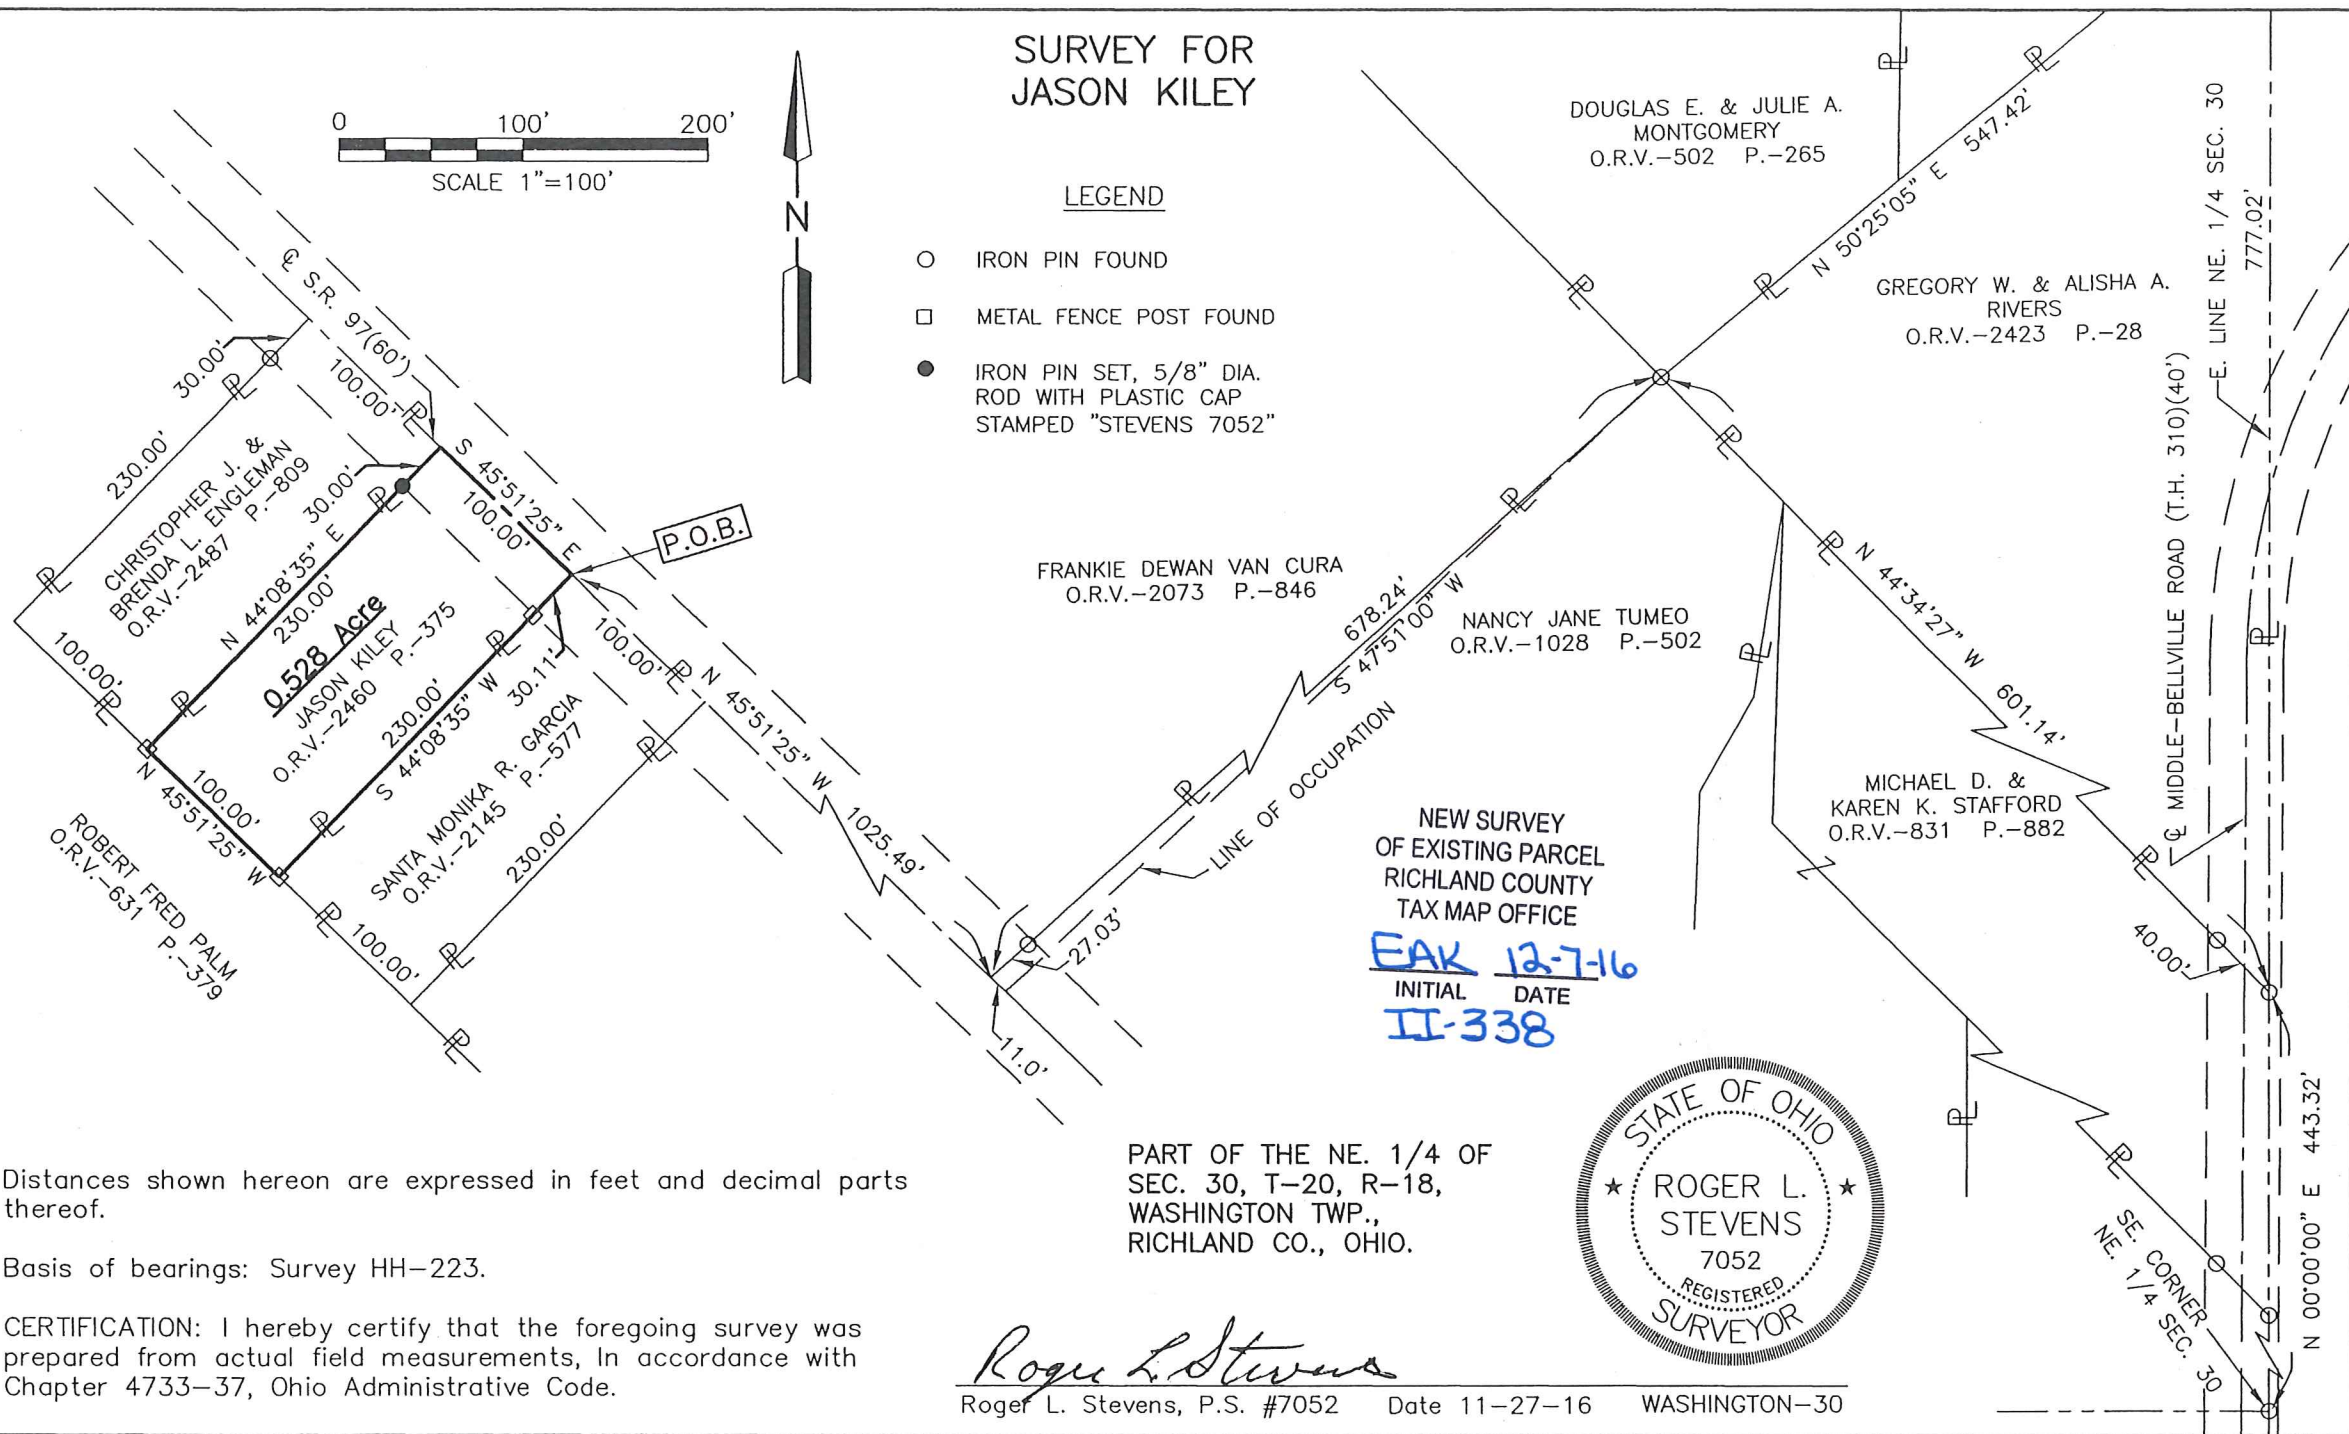 SURVEY FOR
JASON KILEY
0 100' 200'
SCALE 1"=100'
N
LEGEND
IRON PIN FOUND
METAL FENCE POST FOUND
IRON PIN SET, 5/8" DIA.
ROD WITH PLASTIC CAP
STAMPED "STEVENS 7052"
℄ S.R. 97(60')
30.00'
100.00'
230.00'
CHRISTOPHER J. &
BRENDA L. ENGLEMAN
O.R.V.-2487 P.-809
30.00'
100.00'
N 44°08'35" E
230.00'
S 45°51'25" E
100.00'
P.O.B.
0.528 Acre
JASON KILEY
O.R.V.-2460 P.-375
230.00'
S 44°08'35" W
30.11'
100.00'
N 45°51'25" W
ROBERT FRED PALM
O.R.V.-631 P.-379
SANTA MONIKA R. GARCIA
O.R.V.-2145 P.-577
230.00'
100.00'
100.00'
N 45°51'25" W 1025.49'
11.0'
27.03'
LINE OF OCCUPATION
FRANKIE DEWAN VAN CURA
O.R.V.-2073 P.-846
678.24'
S 47°51'00" W
NANCY JANE TUMEO
O.R.V.-1028 P.-502
DOUGLAS E. & JULIE A.
MONTGOMERY
O.R.V.-502 P.-265
N 50°25'05" E 547.42'
GREGORY W. & ALISHA A.
RIVERS
O.R.V.-2423 P.-28
E. LINE NE. 1/4 SEC. 30
777.02'
℄ MIDDLE-BELLVILLE ROAD (T.H. 310)(40')
N 44°34'27" W 601.14'
MICHAEL D. &
KAREN K. STAFFORD
O.R.V.-831 P.-882
40.00'
N 00°00'00" E 443.32'
SE. CORNER
NE. 1/4 SEC. 30
NEW SURVEY
OF EXISTING PARCEL
RICHLAND COUNTY
TAX MAP OFFICE
EAK 12-7-16
INITIAL DATE
II-338
Distances shown hereon are expressed in feet and decimal parts
thereof.
Basis of bearings: Survey HH-223.
CERTIFICATION: I hereby certify that the foregoing survey was
prepared from actual field measurements, In accordance with
Chapter 4733-37, Ohio Administrative Code.
PART OF THE NE. 1/4 OF
SEC. 30, T-20, R-18,
WASHINGTON TWP.,
RICHLAND CO., OHIO.
STATE OF OHIO
ROGER L.
STEVENS
7052
REGISTERED
SURVEYOR
Roger L Stevens
Roger L. Stevens, P.S. #7052 Date 11-27-16 WASHINGTON-30